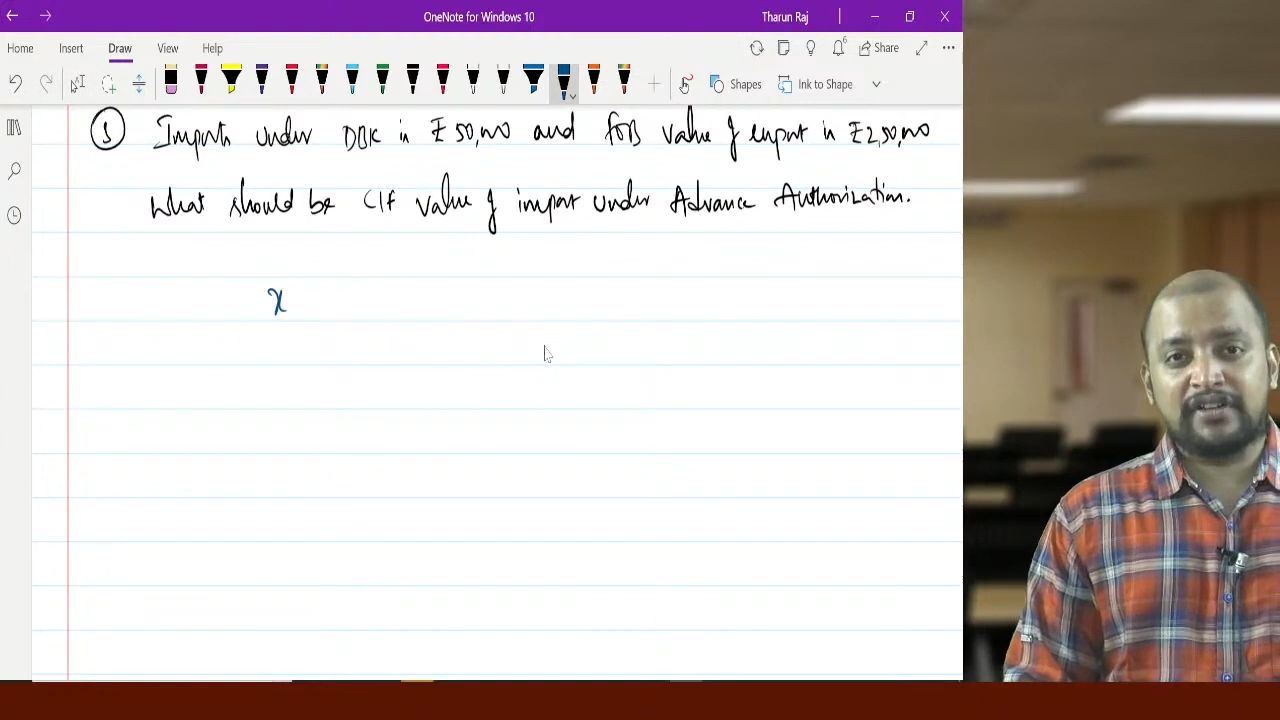 OneNote for Windows 10
Tharun Raj
Home Insert Draw View Help
6 Share
Shapes Ink to Shape
③ Imports under DBK is ₹50,000 and FOB value of export is ₹2,50,000
What should be CIF value of import under Advance Authorization.
x